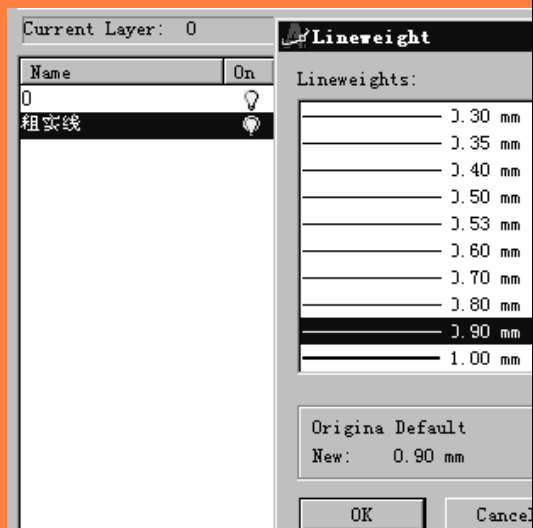 Current Layer: 0
Name On
0
粗实线
Lineweight
Lineweights:
0.30 mm
0.35 mm
0.40 mm
0.50 mm
0.53 mm
0.60 mm
0.70 mm
0.80 mm
0.90 mm
1.00 mm
Origina Default
New: 0.90 mm
OK Cancel